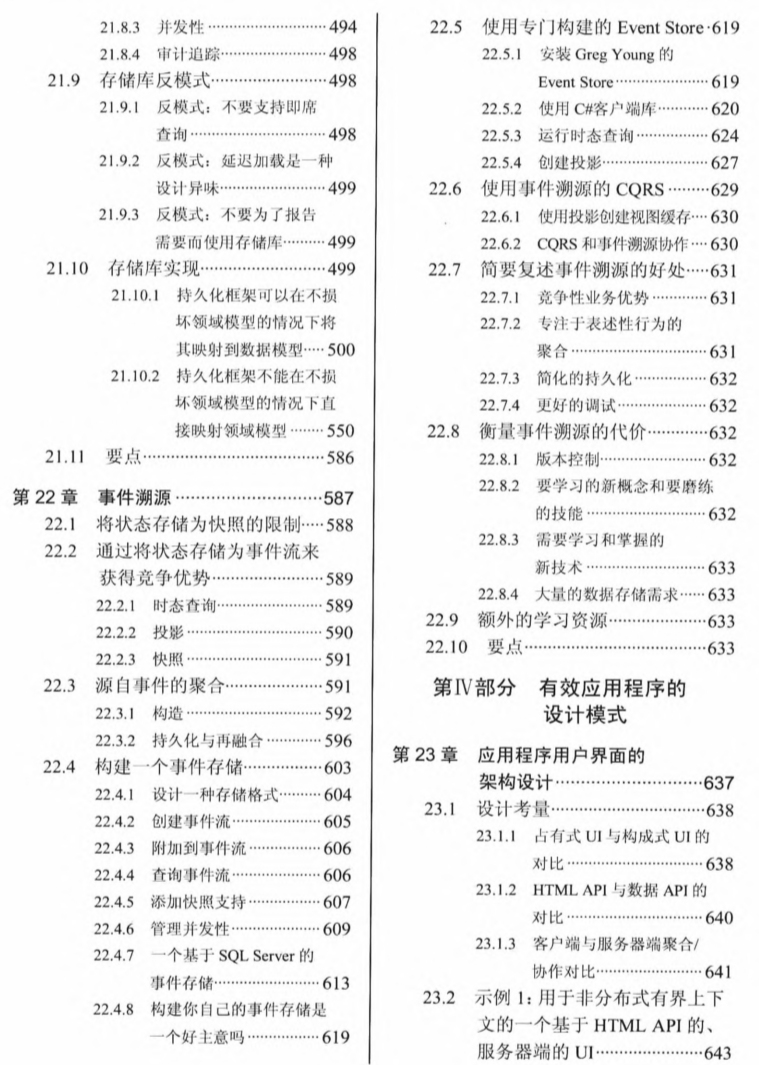 21.8.3 并发性 494
21.8.4 审计追踪 498
21.9 存储库反模式 498
21.9.1 反模式：不要支持即席
查询 498
21.9.2 反模式：延迟加载是一种
设计异味 499
21.9.3 反模式：不要为了报告
需要而使用存储库 499
21.10 存储库实现 499
21.10.1 持久化框架可以在不损
坏领域模型的情况下将
其映射到数据模型 500
21.10.2 持久化框架不能在不损
坏领域模型的情况下直
接映射领域模型 550
21.11 要点 586
第 22 章 事件溯源 587
22.1 将状态存储为快照的限制 588
22.2 通过将状态存储为事件流来
获得竞争优势 589
22.2.1 时态查询 589
22.2.2 投影 590
22.2.3 快照 591
22.3 源自事件的聚合 591
22.3.1 构造 592
22.3.2 持久化与再融合 596
22.4 构建一个事件存储 603
22.4.1 设计一种存储格式 604
22.4.2 创建事件流 605
22.4.3 附加到事件流 606
22.4.4 查询事件流 606
22.4.5 添加快照支持 607
22.4.6 管理并发性 609
22.4.7 一个基于 SQL Server 的
事件存储 613
22.4.8 构建你自己的事件存储是
一个好主意吗 619
22.5 使用专门构建的 Event Store 619
22.5.1 安装 Greg Young 的
Event Store 619
22.5.2 使用 C#客户端库 620
22.5.3 运行时态查询 624
22.5.4 创建投影 627
22.6 使用事件溯源的 CQRS 629
22.6.1 使用投影创建视图缓存 630
22.6.2 CQRS 和事件溯源协作 630
22.7 简要复述事件溯源的好处 631
22.7.1 竞争性业务优势 631
22.7.2 专注于表述性行为的
聚合 631
22.7.3 简化的持久化 632
22.7.4 更好的调试 632
22.8 衡量事件溯源的代价 632
22.8.1 版本控制 632
22.8.2 要学习的新概念和要磨练
的技能 632
22.8.3 需要学习和掌握的
新技术 633
22.8.4 大量的数据存储需求 633
22.9 额外的学习资源 633
22.10 要点 633
第Ⅳ部分 有效应用程序的
设计模式
第 23 章 应用程序用户界面的
架构设计 637
23.1 设计考量 638
23.1.1 占有式 UI 与构成式 UI 的
对比 638
23.1.2 HTML API 与数据 API 的
对比 640
23.1.3 客户端与服务器端聚合/
协作对比 641
23.2 示例 1：用于非分布式有界上下
文的一个基于 HTML API 的、
服务器端的 UI 643